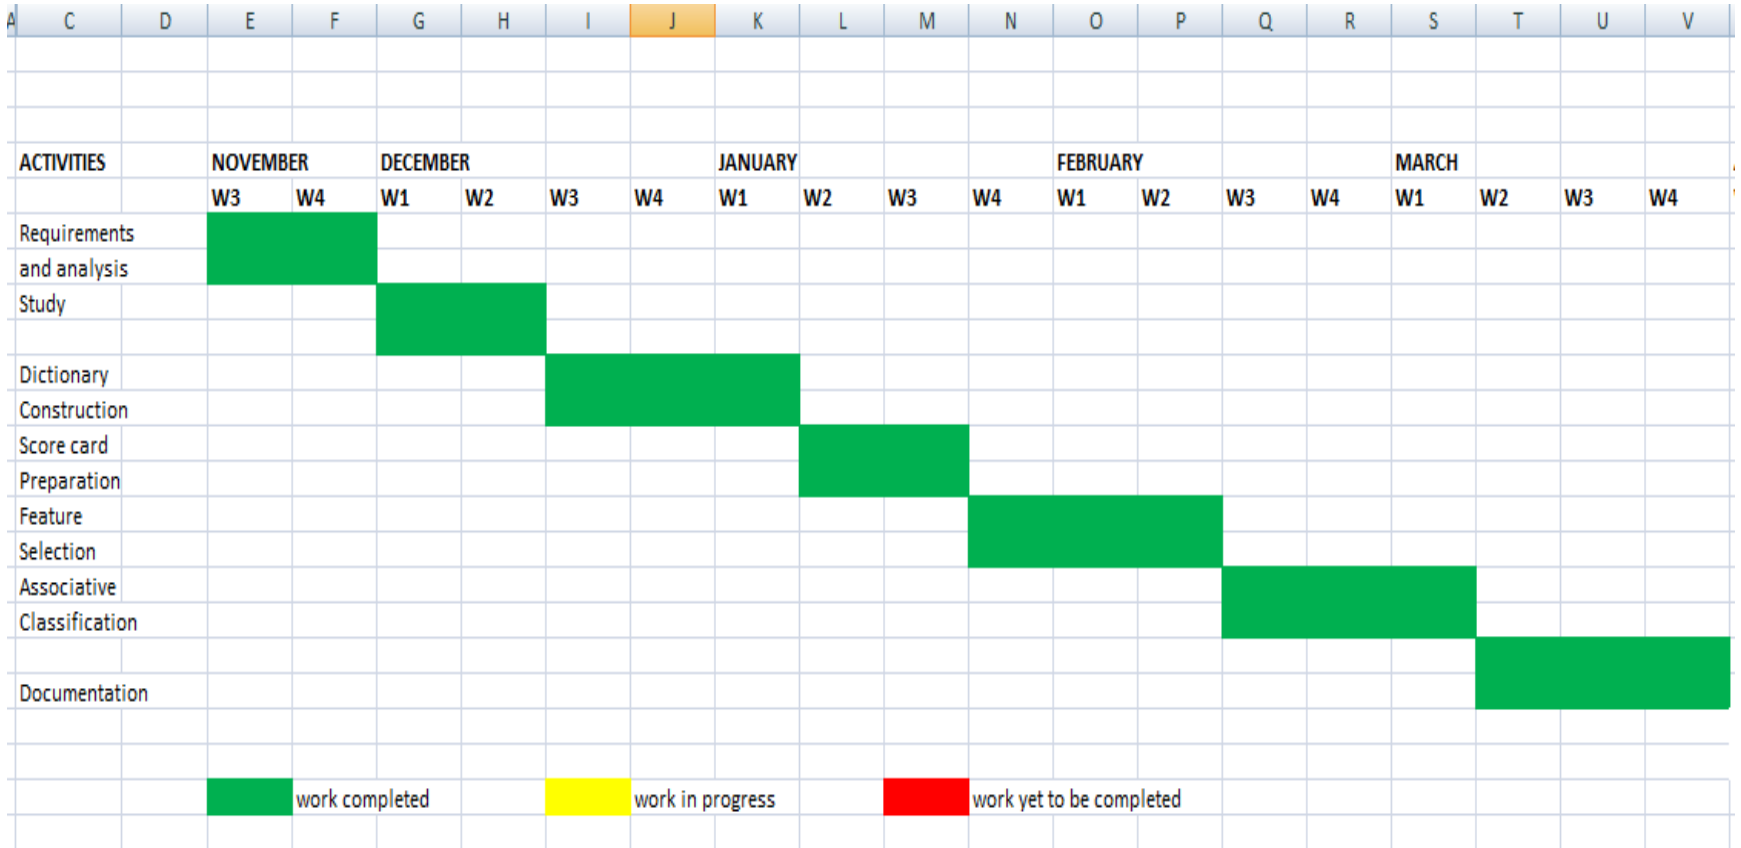 A C D E F G H I J K L M N O P Q R S T U V
ACTIVITIES NOVEMBER DECEMBER JANUARY FEBRUARY MARCH
W3 W4 W1 W2 W3 W4 W1 W2 W3 W4 W1 W2 W3 W4 W1 W2 W3 W4
Requirements
and analysis
Study
Dictionary
Construction
Score card
Preparation
Feature
Selection
Associative
Classification
Documentation
work completed work in progress work yet to be completed